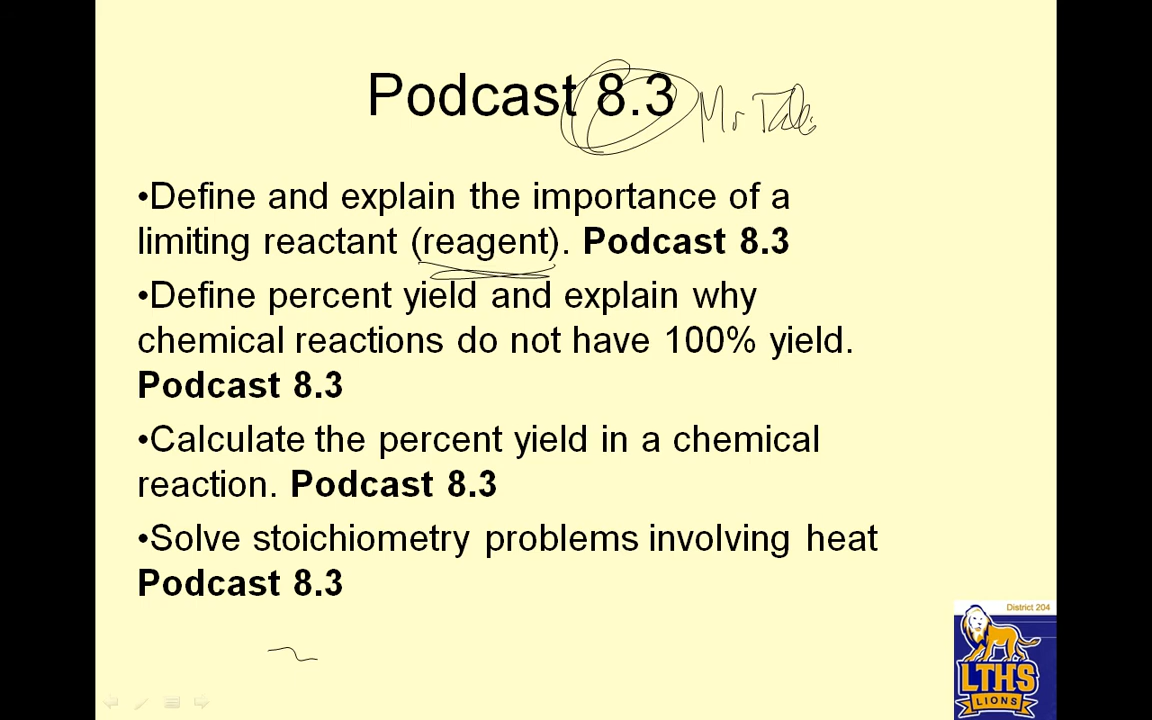 Podcast 8.3
•Define and explain the importance of a
limiting reactant (reagent). Podcast 8.3
•Define percent yield and explain why
chemical reactions do not have 100% yield.
Podcast 8.3
•Calculate the percent yield in a chemical
reaction. Podcast 8.3
•Solve stoichiometry problems involving heat
Podcast 8.3
District 204
LTHS
LIONS